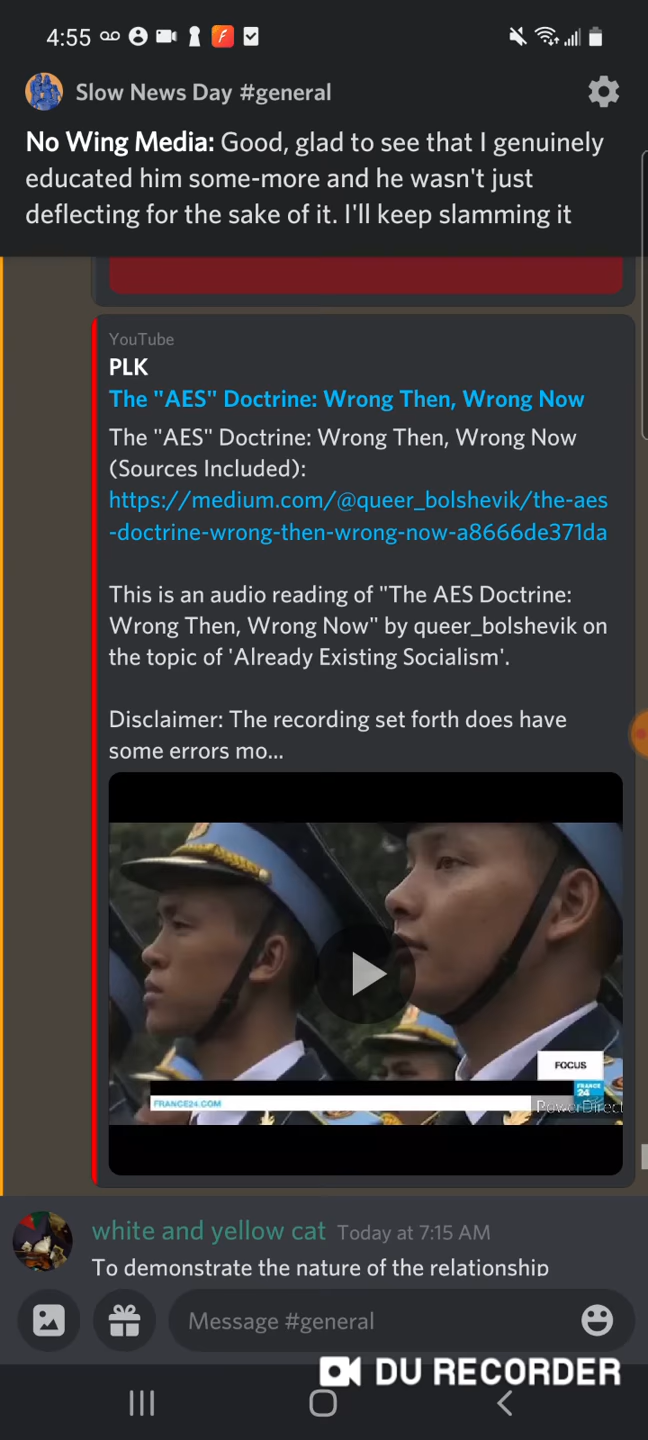 4:55
Slow News Day #general
No Wing Media: Good, glad to see that I genuinely
educated him some-more and he wasn't just
deflecting for the sake of it. I'll keep slamming it
YouTube
PLK
The "AES" Doctrine: Wrong Then, Wrong Now
The "AES" Doctrine: Wrong Then, Wrong Now
(Sources Included):
https://medium.com/@queer_bolshevik/the-aes
-doctrine-wrong-then-wrong-now-a8666de371da
This is an audio reading of "The AES Doctrine:
Wrong Then, Wrong Now" by queer_bolshevik on
the topic of 'Already Existing Socialism'.
Disclaimer: The recording set forth does have
some errors mo...
FOCUS
FRANCE
24
FRANCE24.COM
PowerDirect
white and yellow cat Today at 7:15 AM
To demonstrate the nature of the relationship
Message #general
DU RECORDER